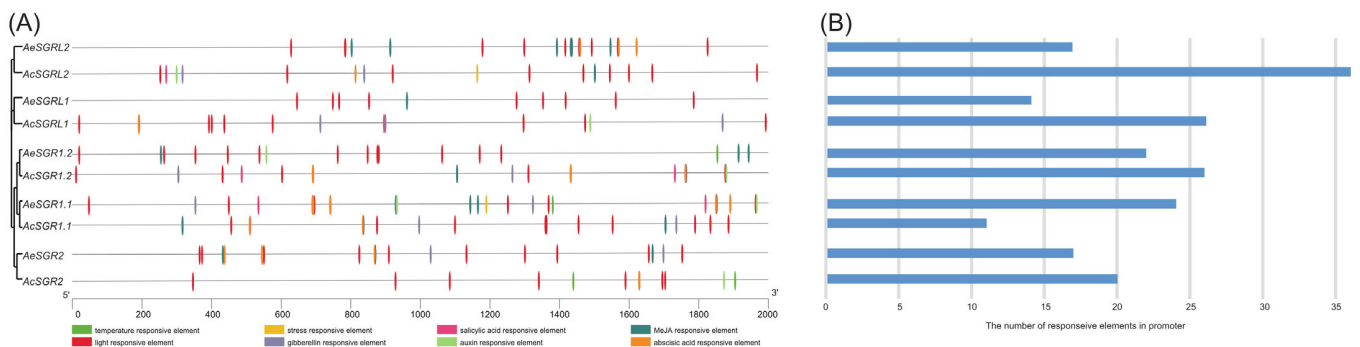 (A)
(B)
AeSGRL2
AcSGRL2
AeSGRL1
AcSGRL1
AeSGR1.2
AcSGR1.2
AeSGR1.1
AcSGR1.1
AeSGR2
AcSGR2
5' 3'
0 200 400 600 800 1000 1200 1400 1600 1800 2000
temperature responsive element stress responsive element salicylic acid responsive element MeJA responsive element
light responsive element gibberellin responsive element auxin responsive element abscisic acid responsive element
0 5 10 15 20 25 30 35
The number of responseive elements in promoter